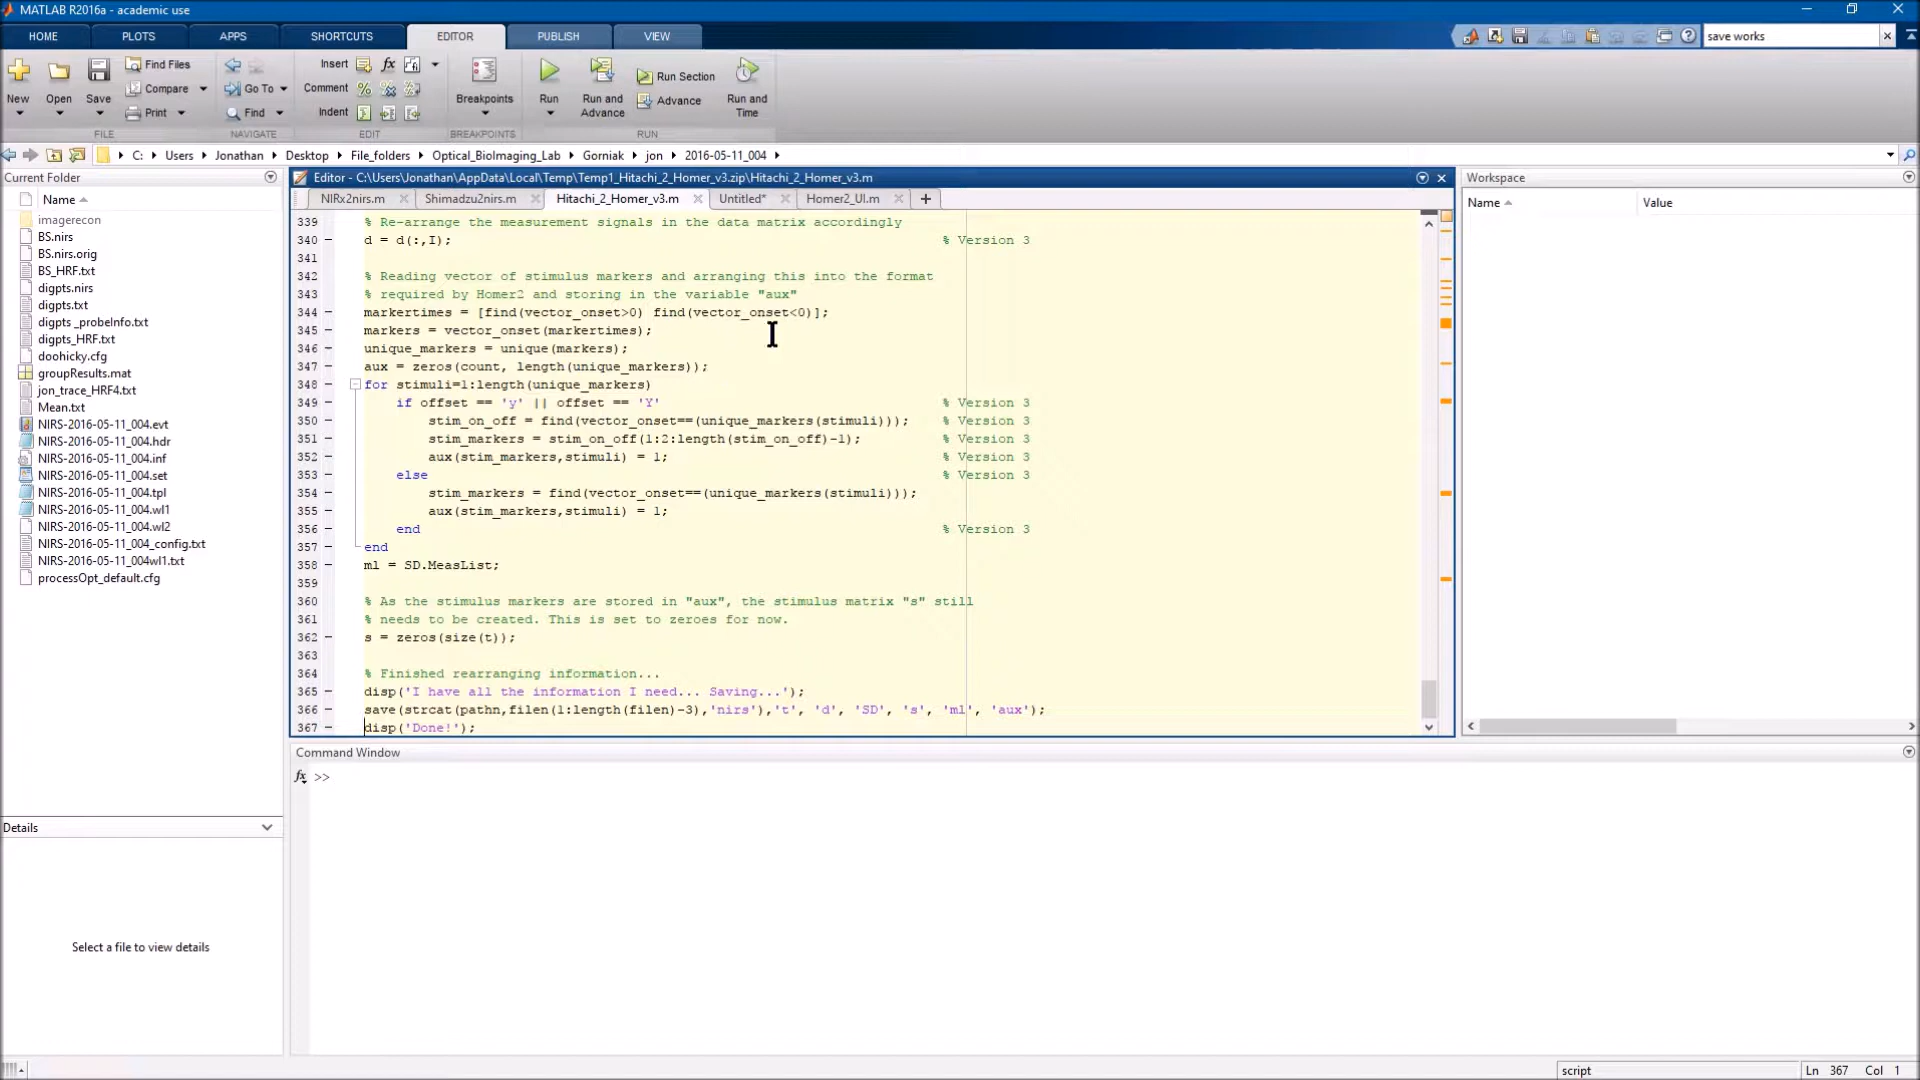 MATLAB R2016a - academic use
HOME PLOTS APPS SHORTCUTS EDITOR PUBLISH VIEW
save works
New
Open
Save
Find Files
Compare
Print
FILE
Go To
Find
NAVIGATE
Insert fx
Comment %
Indent
EDIT
Breakpoints
BREAKPOINTS
Run
Run and Advance
Run Section
Advance
Run and Time
RUN
C: Users Jonathan Desktop File_folders Optical_BioImaging_Lab Gorniak jon 2016-05-11_004
Current Folder
Name
imagerecon
BS.nirs
BS.nirs.orig
BS_HRF.txt
digpts.nirs
digpts.txt
digpts _probeInfo.txt
digpts_HRF.txt
doohicky.cfg
groupResults.mat
jon_trace_HRF4.txt
Mean.txt
NIRS-2016-05-11_004.evt
NIRS-2016-05-11_004.hdr
NIRS-2016-05-11_004.inf
NIRS-2016-05-11_004.set
NIRS-2016-05-11_004.tpl
NIRS-2016-05-11_004.wl1
NIRS-2016-05-11_004.wl2
NIRS-2016-05-11_004_config.txt
NIRS-2016-05-11_004wl1.txt
processOpt_default.cfg
Details
Select a file to view details
Editor - C:\Users\Jonathan\AppData\Local\Temp\Temp1_Hitachi_2_Homer_v3.zip\Hitachi_2_Homer_v3.m
NIRx2nirs.m Shimadzu2nirs.m Hitachi_2_Homer_v3.m Untitled* Homer2_UI.m +
339 % Re-arrange the measurement signals in the data matrix accordingly
340 d = d(:,I); % Version 3
341
342 % Reading vector of stimulus markers and arranging this into the format
343 % required by Homer2 and storing in the variable "aux"
344 markertimes = [find(vector_onset>0) find(vector_onset<0)];
345 markers = vector_onset(markertimes);
346 unique_markers = unique(markers);
347 aux = zeros(count, length(unique_markers));
348 for stimuli=1:length(unique_markers)
349 if offset == 'y' || offset == 'Y' % Version 3
350 stim_on_off = find(vector_onset==(unique_markers(stimuli))); % Version 3
351 stim_markers = stim_on_off(1:2:length(stim_on_off)-1); % Version 3
352 aux(stim_markers,stimuli) = 1; % Version 3
353 else % Version 3
354 stim_markers = find(vector_onset==(unique_markers(stimuli)));
355 aux(stim_markers,stimuli) = 1;
356 end % Version 3
357 end
358 ml = SD.MeasList;
359
360 % As the stimulus markers are stored in "aux", the stimulus matrix "s" still
361 % needs to be created. This is set to zeroes for now.
362 s = zeros(size(t));
363
364 % Finished rearranging information...
365 disp('I have all the information I need... Saving...');
366 save(strcat(pathn,filen(1:length(filen)-3),'nirs'),'t', 'd', 'SD', 's', 'ml', 'aux');
367 disp('Done!');
Command Window
fx >>
Workspace
Name Value
script Ln 367 Col 1